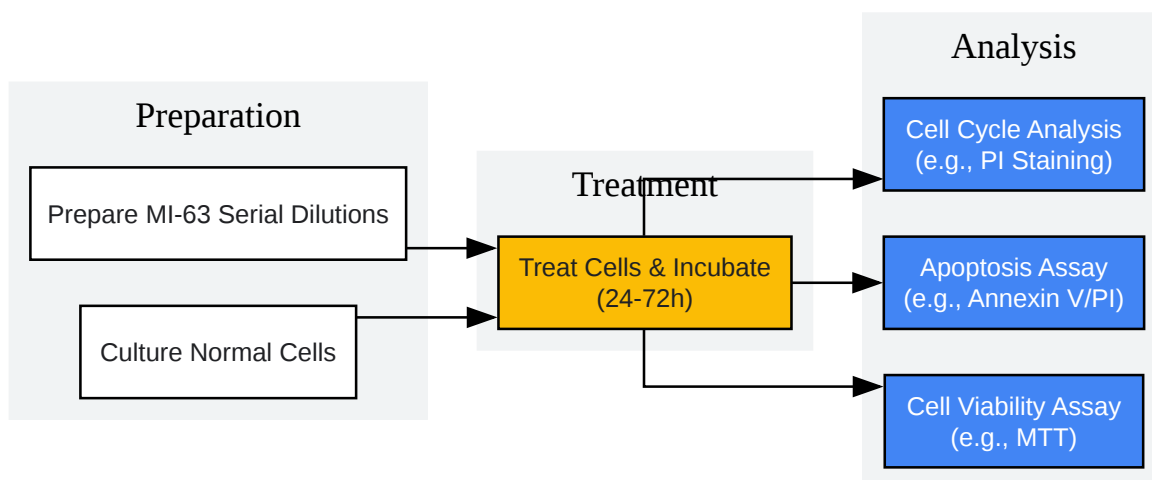 Preparation
Prepare MI-63 Serial Dilutions
Culture Normal Cells
Treatment
Treat Cells & Incubate
(24-72h)
Analysis
Cell Cycle Analysis
(e.g., PI Staining)
Apoptosis Assay
(e.g., Annexin V/PI)
Cell Viability Assay
(e.g., MTT)